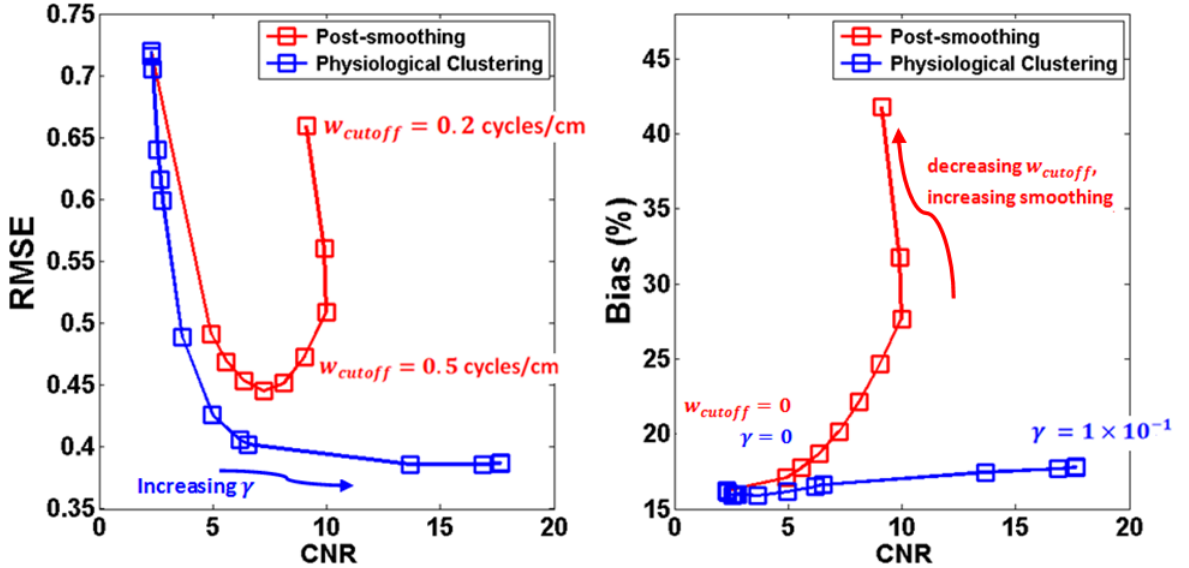 0.75
0.7
0.65
0.6
0.55
0.5
0.45
0.4
0.35
RMSE
0
5
10
15
20
CNR
Post-smoothing
Physiological Clustering
w_cutoff = 0.2 cycles/cm
w_cutoff = 0.5 cycles/cm
Increasing γ
45
40
35
30
25
20
15
Bias (%)
0
5
10
15
20
CNR
Post-smoothing
Physiological Clustering
decreasing w_cutoff,
increasing smoothing
w_cutoff = 0
γ = 0
γ = 1 × 10⁻¹